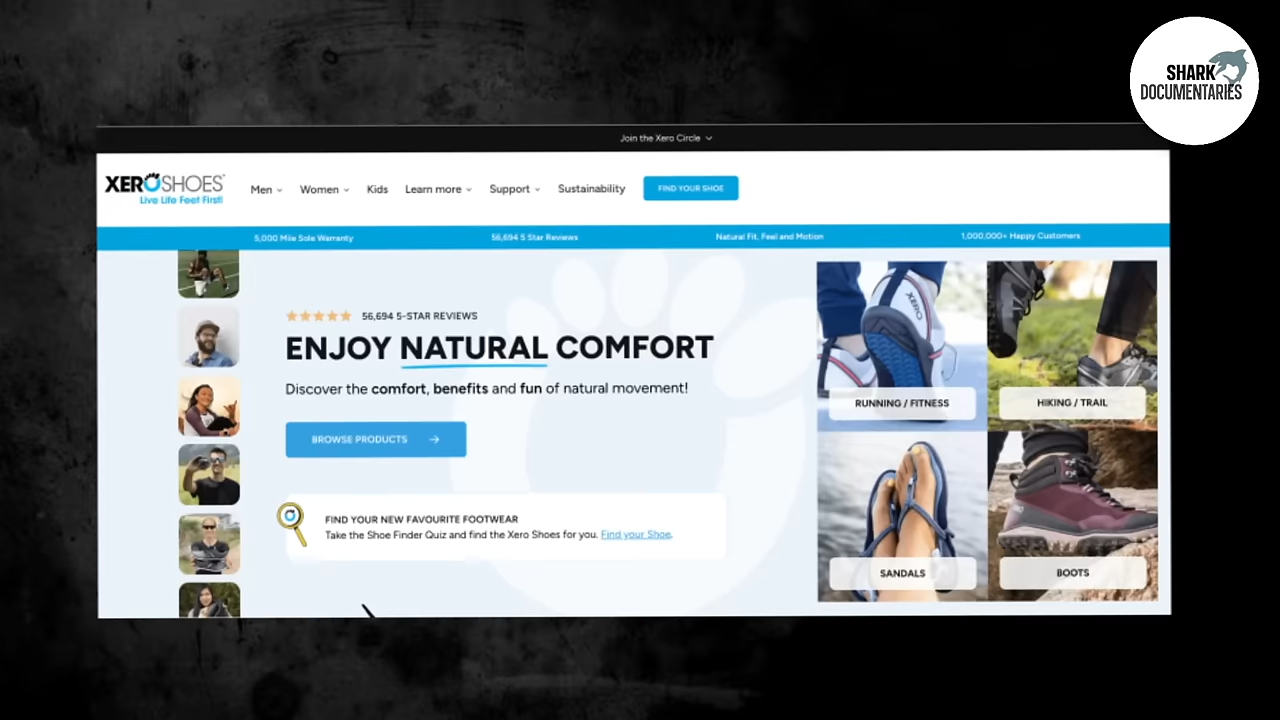 SHARK
DOCUMENTARIES
Join the Xero Circle
XEROSHOES
Live Life Feet First!
Men
Women
Kids
Learn more
Support
Sustainability
FIND YOUR SHOE
5,000 Mile Sole Warranty
56,694 5 Star Reviews
Natural Fit, Feel and Motion
1,000,000+ Happy Customers
56,694 5-STAR REVIEWS
ENJOY NATURAL COMFORT
Discover the comfort, benefits and fun of natural movement!
BROWSE PRODUCTS
FIND YOUR NEW FAVOURITE FOOTWEAR
Take the Shoe Finder Quiz and find the Xero Shoes for you. Find your Shoe.
XERO
RUNNING / FITNESS
HIKING / TRAIL
SANDALS
BOOTS